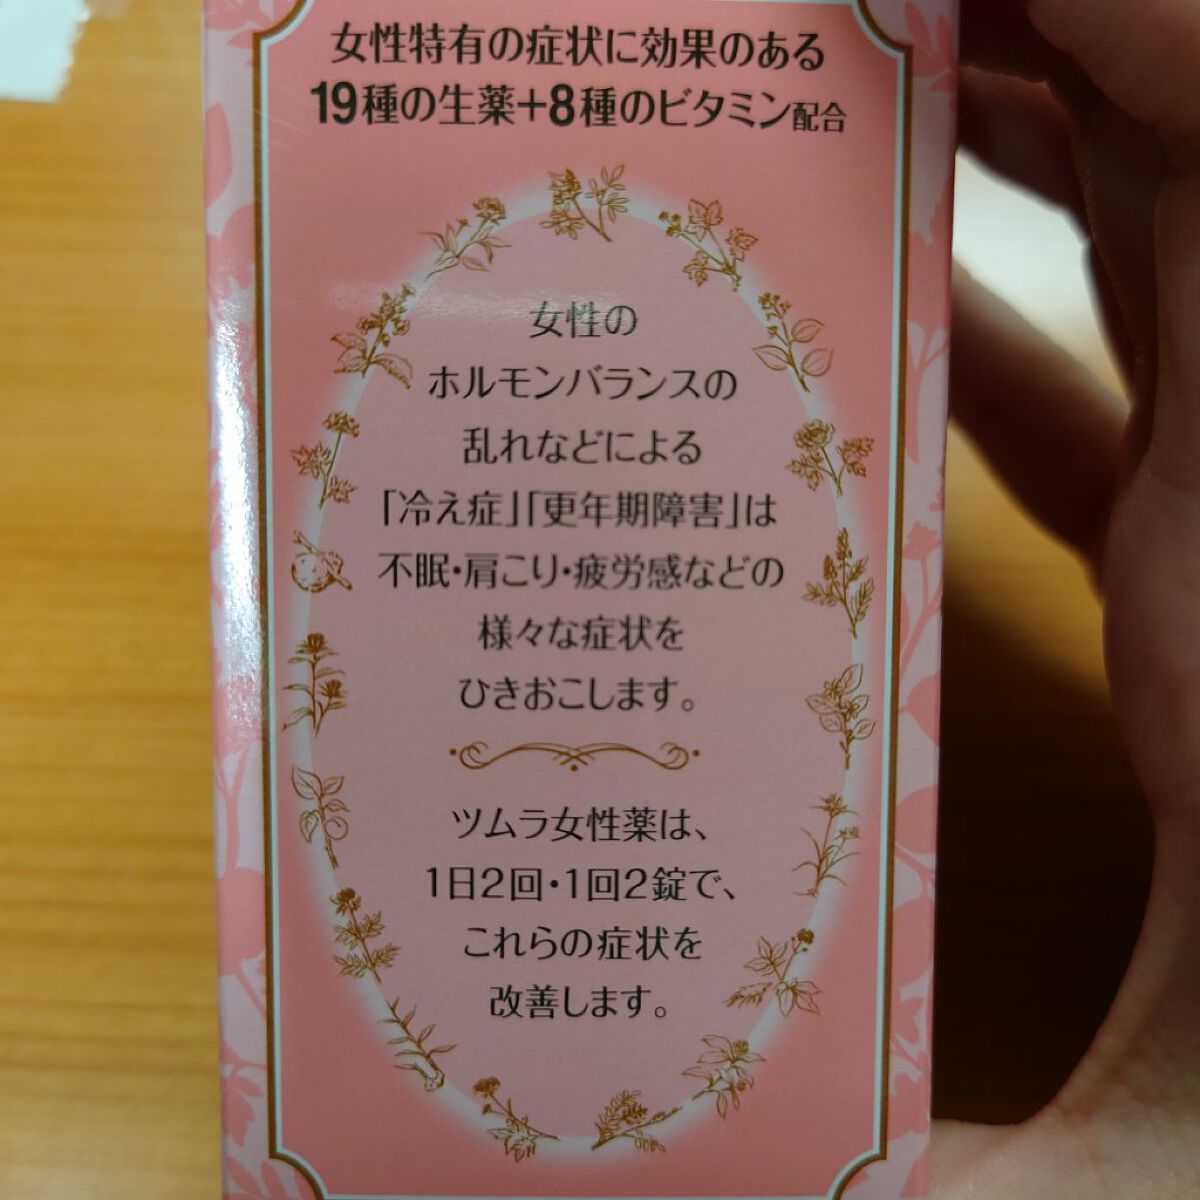 女性特有の症状に効果のある
19種の生薬+8種のビタミン配合
女性の
ホルモンバランスの
乱れなどによる
「冷え症」「更年期障害」は
不眠・肩こり・疲労感などの
様々な症状を
ひきおこします。
ツムラ女性薬は、
1日2回・1回2錠で、
これらの症状を
改善します。